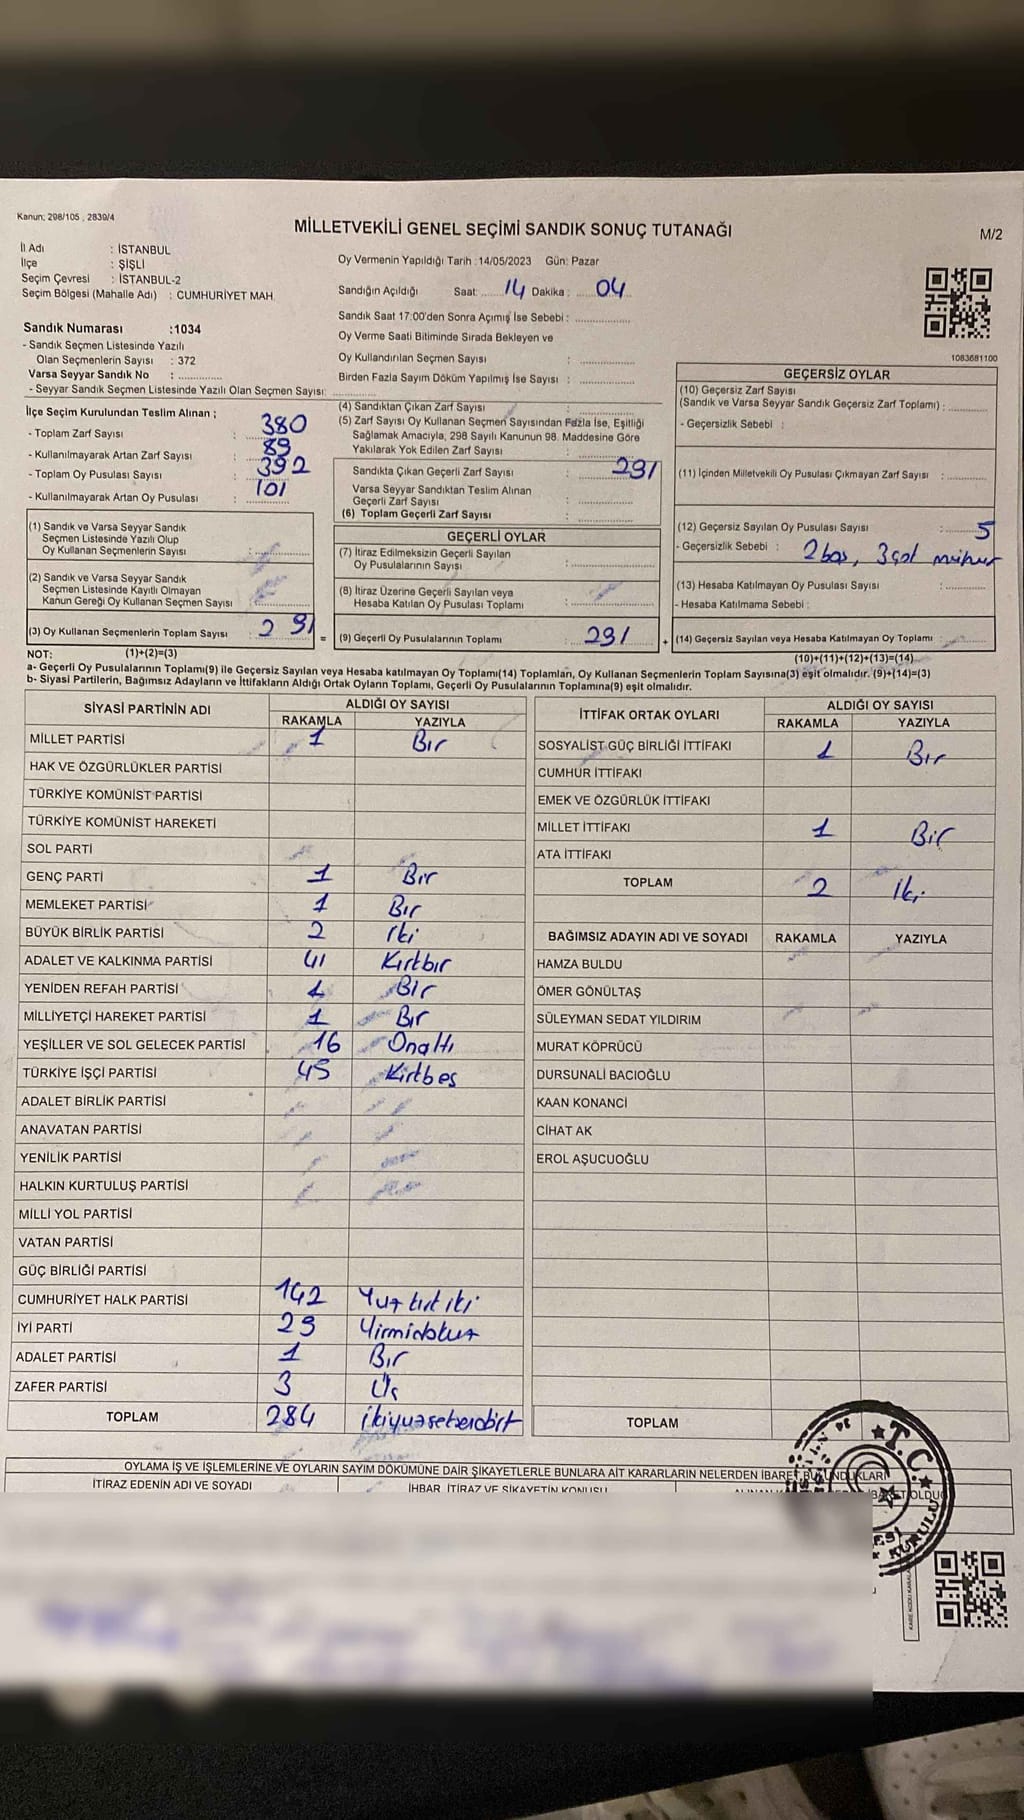 Kanun; 298/105 , 2839/4
MİLLETVEKİLİ GENEL SEÇİMİ SANDIK SONUÇ TUTANAĞI
M/2
İl Adı : İSTANBUL
İlçe : ŞİŞLİ
Seçim Çevresi : İSTANBUL-2
Seçim Bölgesi (Mahalle Adı) : CUMHURİYET MAH.
Oy Vermenin Yapıldığı Tarih : 14/05/2023 Gün: Pazar
Sandığın Açıldığı Saat: 14 Dakika : 04
Sandık Saat 17:00'den Sonra Açımış İse Sebebi :
Oy Verme Saati Bitiminde Sırada Bekleyen ve
Oy Kullandırılan Seçmen Sayısı :
Birden Fazla Sayım Döküm Yapılmış İse Sayısı :
1083681100
Sandık Numarası :1034
- Sandık Seçmen Listesinde Yazılı
Olan Seçmenlerin Sayısı : 372
Varsa Seyyar Sandık No :
- Seyyar Sandık Seçmen Listesinde Yazılı Olan Seçmen Sayısı:
İlçe Seçim Kurulundan Teslim Alınan ;
- Toplam Zarf Sayısı : 380
- Kullanılmayarak Artan Zarf Sayısı : 89
- Toplam Oy Pusulası Sayısı : 392
- Kullanılmayarak Artan Oy Pusulası : 101
(1) Sandık ve Varsa Seyyar Sandık
Seçmen Listesinde Yazılı Olup
Oy Kullanan Seçmenlerin Sayısı :
(2) Sandık ve Varsa Seyyar Sandık
Seçmen Listesinde Kayıtlı Olmayan
Kanun Gereği Oy Kullanan Seçmen Sayısı
(3) Oy Kullanan Seçmenlerin Toplam Sayısı : 291 =
(4) Sandıktan Çıkan Zarf Sayısı :
(5) Zarf Sayısı Oy Kullanan Seçmen Sayısından Fazla İse, Eşitliği
Sağlamak Amacıyla, 298 Sayılı Kanunun 98. Maddesine Göre
Yakılarak Yok Edilen Zarf Sayısı :
Sandıkta Çıkan Geçerli Zarf Sayısı : 291
Varsa Seyyar Sandıktan Teslim Alınan
Geçerli Zarf Sayısı :
(6) Toplam Geçerli Zarf Sayısı :
GEÇERLİ OYLAR
(7) İtiraz Edilmeksizin Geçerli Sayılan
Oy Pusulalarının Sayısı :
(8) İtiraz Üzerine Geçerli Sayılan veya
Hesaba Katılan Oy Pusulası Toplamı :
(9) Geçerli Oy Pusulalarının Toplamı : 291 +
GEÇERSİZ OYLAR
(10) Geçersiz Zarf Sayısı
(Sandık ve Varsa Seyyar Sandık Geçersiz Zarf Toplamı) :
- Geçersizlik Sebebi :
(11) İçinden Milletvekili Oy Pusulası Çıkmayan Zarf Sayısı :
(12) Geçersiz Sayılan Oy Pusulası Sayısı : 5
- Geçersizlik Sebebi : 2 boş, 3 çot mühür
(13) Hesaba Katılmayan Oy Pusulası Sayısı :
- Hesaba Katılmama Sebebi :
(14) Geçersiz Sayılan veya Hesaba Katılmayan Oy Toplamı :
NOT: (1)+(2)=(3)
(10)+(11)+(12)+(13)=(14)
a- Geçerli Oy Pusulalarının Toplamı(9) ile Geçersiz Sayılan veya Hesaba katılmayan Oy Toplamı(14) Toplamları, Oy Kullanan Seçmenlerin Toplam Sayısına(3) eşit olmalıdır. (9)+(14)=(3)
b- Siyasi Partilerin, Bağımsız Adayların ve İttifakların Aldığı Ortak Oyların Toplamı, Geçerli Oy Pusulalarının Toplamına(9) eşit olmalıdır.
SİYASİ PARTİNİN ADI ALDIĞI OY SAYISI
RAKAMLA YAZIYLA
MİLLET PARTİSİ 1 Bır
HAK VE ÖZGÜRLÜKLER PARTİSİ
TÜRKİYE KOMÜNİST PARTİSİ
TÜRKİYE KOMÜNİST HAREKETİ
SOL PARTİ
GENÇ PARTİ 1 Bır
MEMLEKET PARTİSİ 1 Bır
BÜYÜK BİRLİK PARTİSİ 2 iki
ADALET VE KALKINMA PARTİSİ 41 Kırtbır
YENİDEN REFAH PARTİSİ 1 Bir
MİLLİYETÇİ HAREKET PARTİSİ 1 Bır
YEŞİLLER VE SOL GELECEK PARTİSİ 16 Onaltı
TÜRKİYE İŞÇİ PARTİSİ 45 Kırtbeş
ADALET BİRLİK PARTİSİ
ANAVATAN PARTİSİ
YENİLİK PARTİSİ
HALKIN KURTULUŞ PARTİSİ
MİLLİ YOL PARTİSİ
VATAN PARTİSİ
GÜÇ BİRLİĞİ PARTİSİ
CUMHURİYET HALK PARTİSİ 142 Yuz kırt iki
İYİ PARTİ 29 Yirmidokuz
ADALET PARTİSİ 1 Bır
ZAFER PARTİSİ 3 Üç
TOPLAM 284 ikiyuzseksendört
İTTİFAK ORTAK OYLARI ALDIĞI OY SAYISI
RAKAMLA YAZIYLA
SOSYALİST GÜÇ BİRLİĞİ İTTİFAKI 1 Bır
CUMHUR İTTİFAKI
EMEK VE ÖZGÜRLÜK İTTİFAKI
MİLLET İTTİFAKI 1 Bir
ATA İTTİFAKI
TOPLAM 2 iki
BAĞIMSIZ ADAYIN ADI VE SOYADI RAKAMLA YAZIYLA
HAMZA BULDU
ÖMER GÖNÜLTAŞ
SÜLEYMAN SEDAT YILDIRIM
MURAT KÖPRÜCÜ
DURSUNALİ BACIOĞLU
KAAN KONANCİ
CİHAT AK
EROL AŞUCUOĞLU
TOPLAM
OYLAMA İŞ VE İŞLEMLERİNE VE OYLARIN SAYIM DÖKÜMÜNE DAİR ŞİKAYETLERLE BUNLARA AİT KARARLARIN NELERDEN İBARET BULUNDUKLARI
İTİRAZ EDENİN ADI VE SOYADI
İHBAR, İTİRAZ VE ŞİKAYETİN KONUSU
T.C.
KURULU